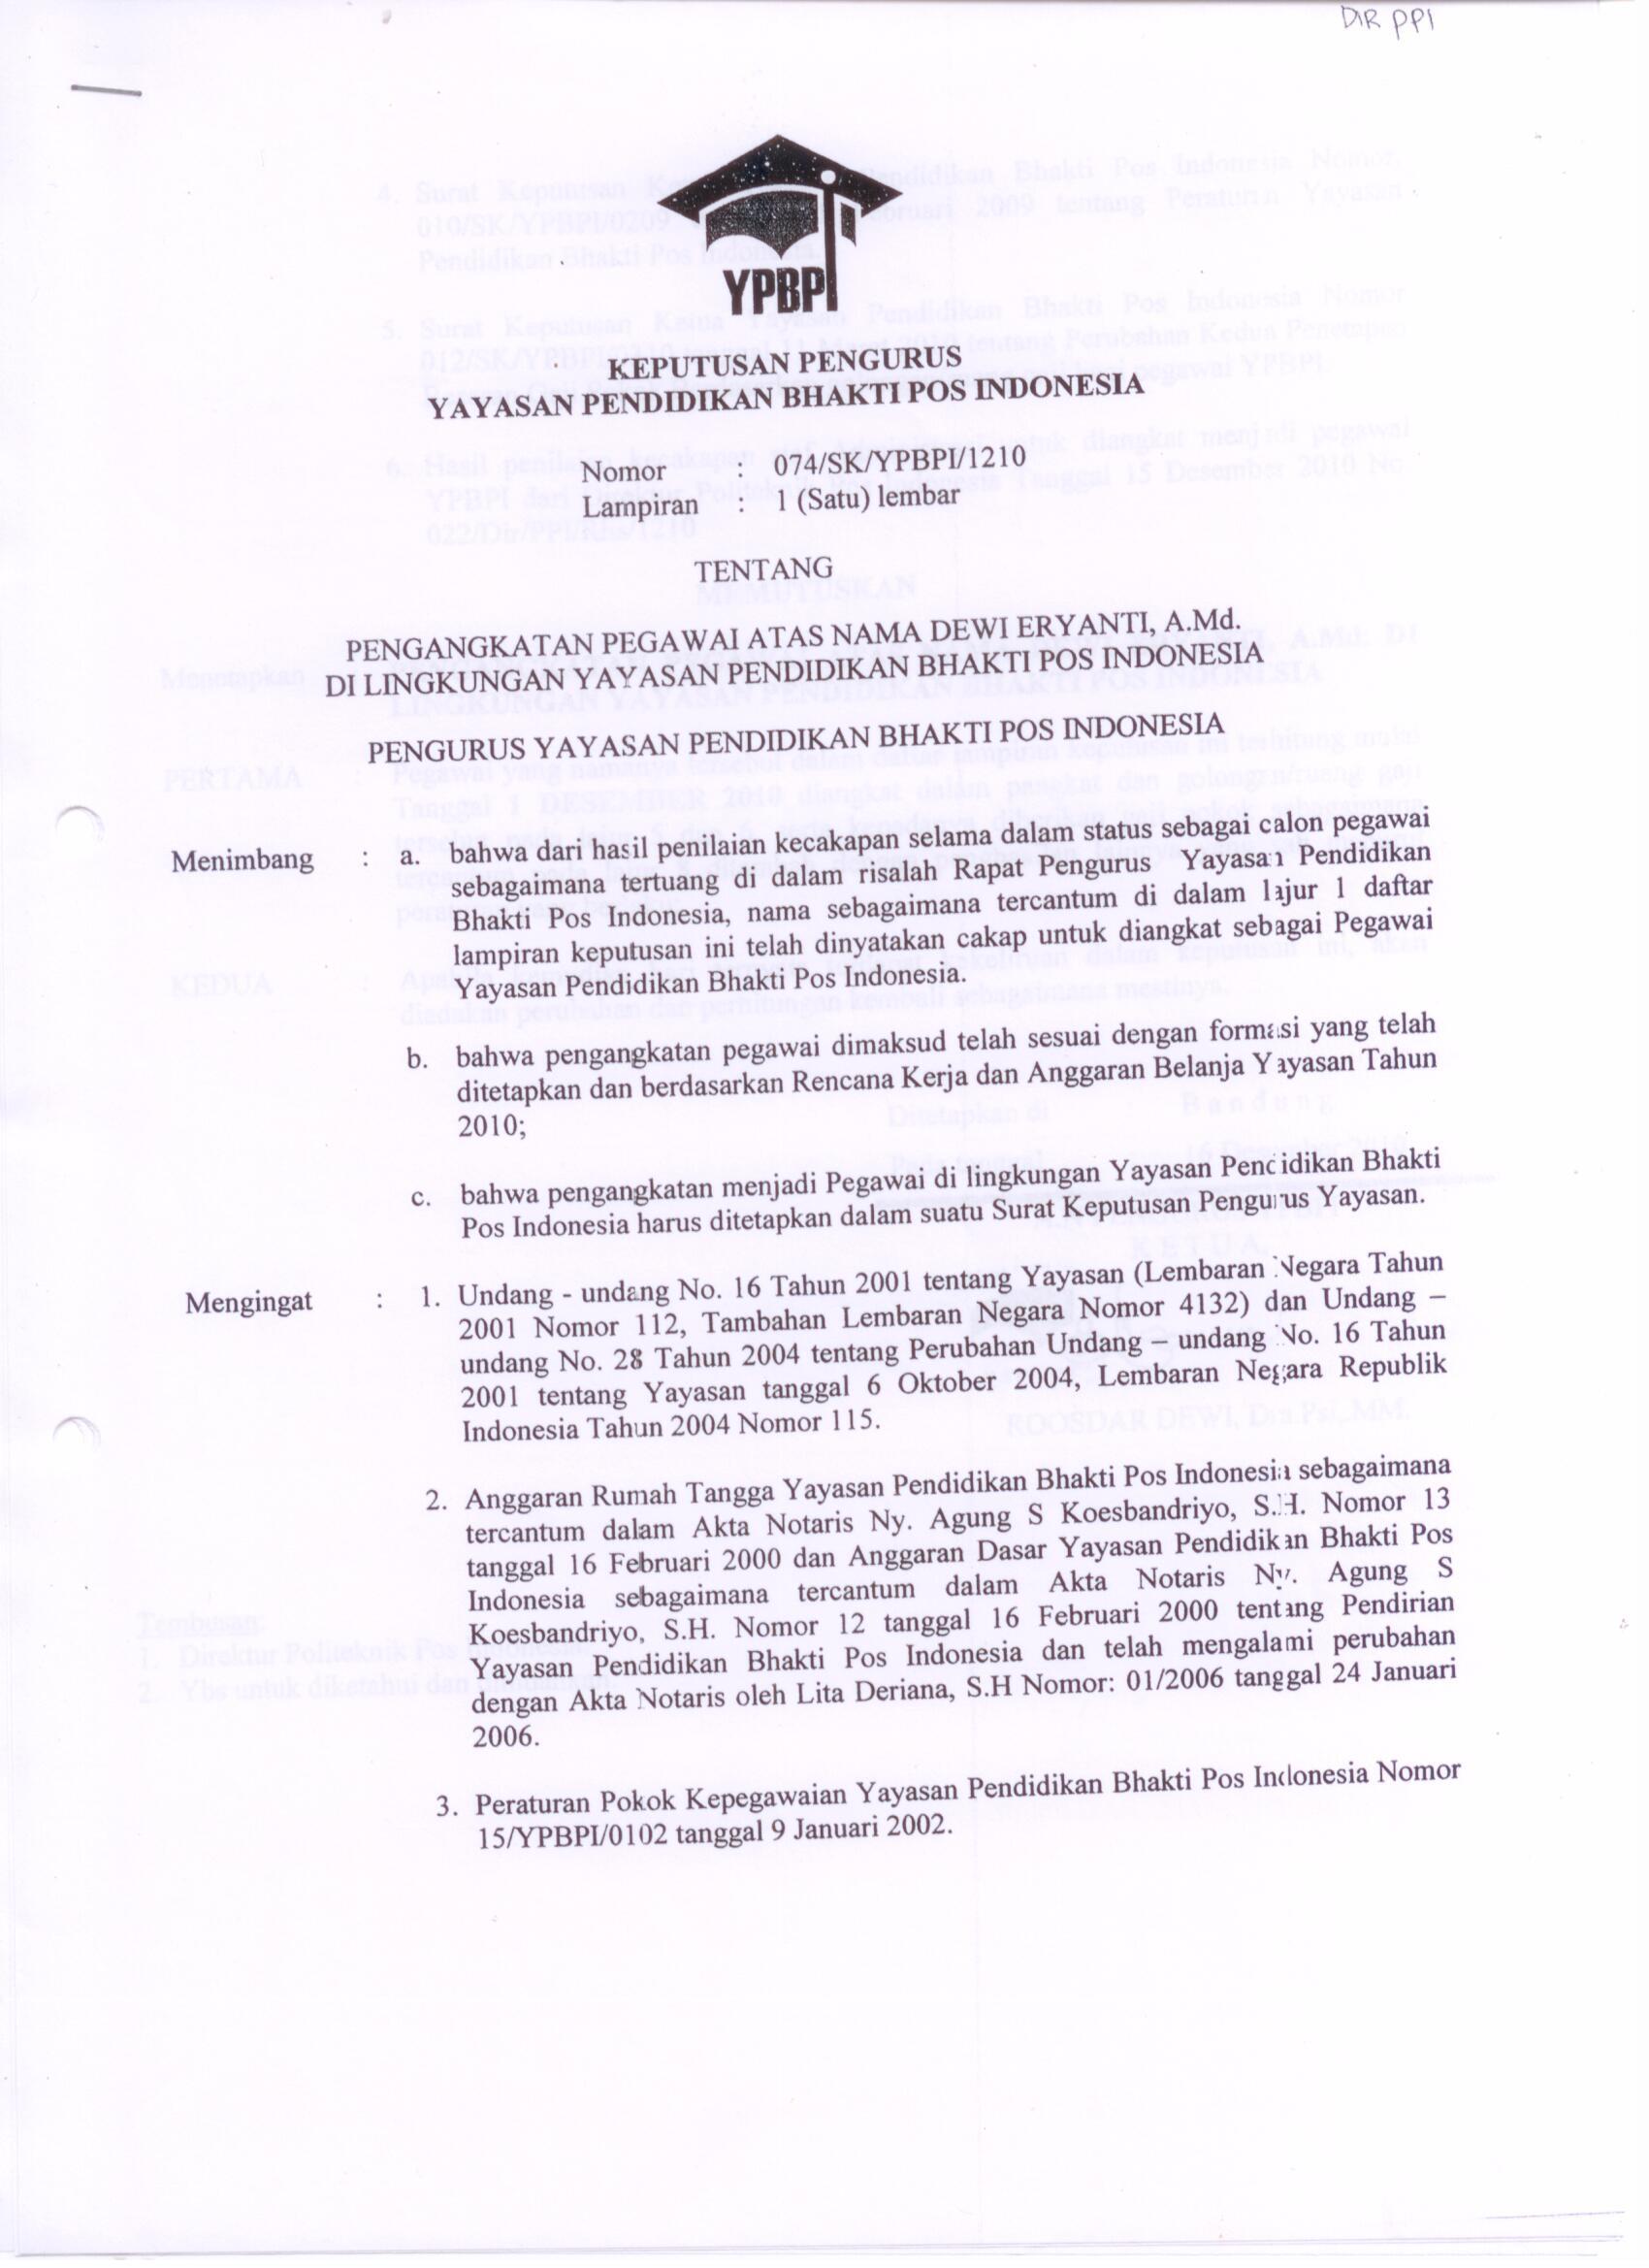 DIR PPI
YPBPI
KEPUTUSAN PENGURUS
YAYASAN PENDIDIKAN BHAKTI POS INDONESIA
Nomor : 074/SK/YPBPI/1210
Lampiran : 1 (Satu) lembar
TENTANG
PENGANGKATAN PEGAWAI ATAS NAMA DEWI ERYANTI, A.Md.
DI LINGKUNGAN YAYASAN PENDIDIKAN BHAKTI POS INDONESIA
PENGURUS YAYASAN PENDIDIKAN BHAKTI POS INDONESIA
Menimbang : a. bahwa dari hasil penilaian kecakapan selama dalam status sebagai calon pegawai
sebagaimana tertuang di dalam risalah Rapat Pengurus Yayasan Pendidikan
Bhakti Pos Indonesia, nama sebagaimana tercantum di dalam lajur 1 daftar
lampiran keputusan ini telah dinyatakan cakap untuk diangkat sebagai Pegawai
Yayasan Pendidikan Bhakti Pos Indonesia.
b. bahwa pengangkatan pegawai dimaksud telah sesuai dengan formasi yang telah
ditetapkan dan berdasarkan Rencana Kerja dan Anggaran Belanja Yayasan Tahun
2010;
c. bahwa pengangkatan menjadi Pegawai di lingkungan Yayasan Pendidikan Bhakti
Pos Indonesia harus ditetapkan dalam suatu Surat Keputusan Pengurus Yayasan.
Mengingat : 1. Undang - undang No. 16 Tahun 2001 tentang Yayasan (Lembaran Negara Tahun
2001 Nomor 112, Tambahan Lembaran Negara Nomor 4132) dan Undang –
undang No. 28 Tahun 2004 tentang Perubahan Undang – undang No. 16 Tahun
2001 tentang Yayasan tanggal 6 Oktober 2004, Lembaran Negara Republik
Indonesia Tahun 2004 Nomor 115.
2. Anggaran Rumah Tangga Yayasan Pendidikan Bhakti Pos Indonesia sebagaimana
tercantum dalam Akta Notaris Ny. Agung S Koesbandriyo, S.H. Nomor 13
tanggal 16 Februari 2000 dan Anggaran Dasar Yayasan Pendidikan Bhakti Pos
Indonesia sebagaimana tercantum dalam Akta Notaris Ny. Agung S
Koesbandriyo, S.H. Nomor 12 tanggal 16 Februari 2000 tentang Pendirian
Yayasan Pendidikan Bhakti Pos Indonesia dan telah mengalami perubahan
dengan Akta Notaris oleh Lita Deriana, S.H Nomor: 01/2006 tanggal 24 Januari
2006.
3. Peraturan Pokok Kepegawaian Yayasan Pendidikan Bhakti Pos Indonesia Nomor
15/YPBPI/0102 tanggal 9 Januari 2002.